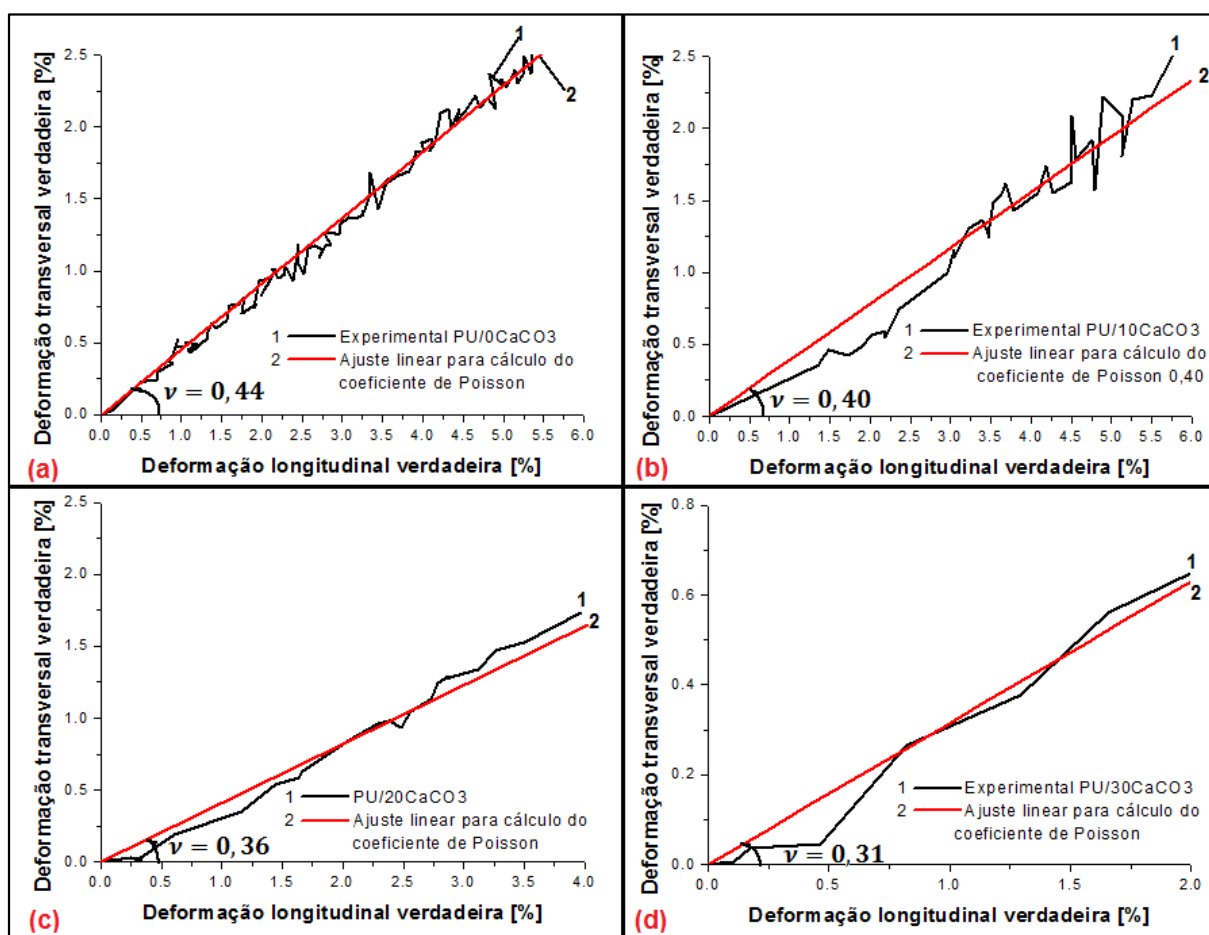 Deformação transversal verdadeira [%]
2.5
2.0
1.5
1.0
0.5
0.0
1
2
1 Experimental PU/0CaCO3
2 Ajuste linear para cálculo do
coeficiente de Poisson
ν = 0, 44
0.0 0.5 1.0 1.5 2.0 2.5 3.0 3.5 4.0 4.5 5.0 5.5 6.0
Deformação longitudinal verdadeira [%]
(a)
Deformação transversal verdadeira [%]
2.5
2.0
1.5
1.0
0.5
0.0
1
2
1 Experimental PU/10CaCO3
2 Ajuste linear para cálculo do
coeficiente de Poisson 0,40
ν = 0, 40
0.0 0.5 1.0 1.5 2.0 2.5 3.0 3.5 4.0 4.5 5.0 5.5 6.0
Deformação longitudinal verdadeira [%]
(b)
Deformação transversal verdadeira [%]
2.5
2.0
1.5
1.0
0.5
0.0
1
2
1 PU/20CaCO3
2 Ajuste linear para cálculo do
coeficiente de Poisson
ν = 0, 36
0.0 0.5 1.0 1.5 2.0 2.5 3.0 3.5 4.0
Deformação longitudinal verdadeira [%]
(c)
Deformação transversal verdadeira [%]
0.8
0.6
0.4
0.2
0.0
1
2
1 Experimental PU/30CaCO3
2 Ajuste linear para cálculo do
coeficiente de Poisson
ν = 0, 31
0.0 0.5 1.0 1.5 2.0
Deformação longitudinal verdadeira [%]
(d)